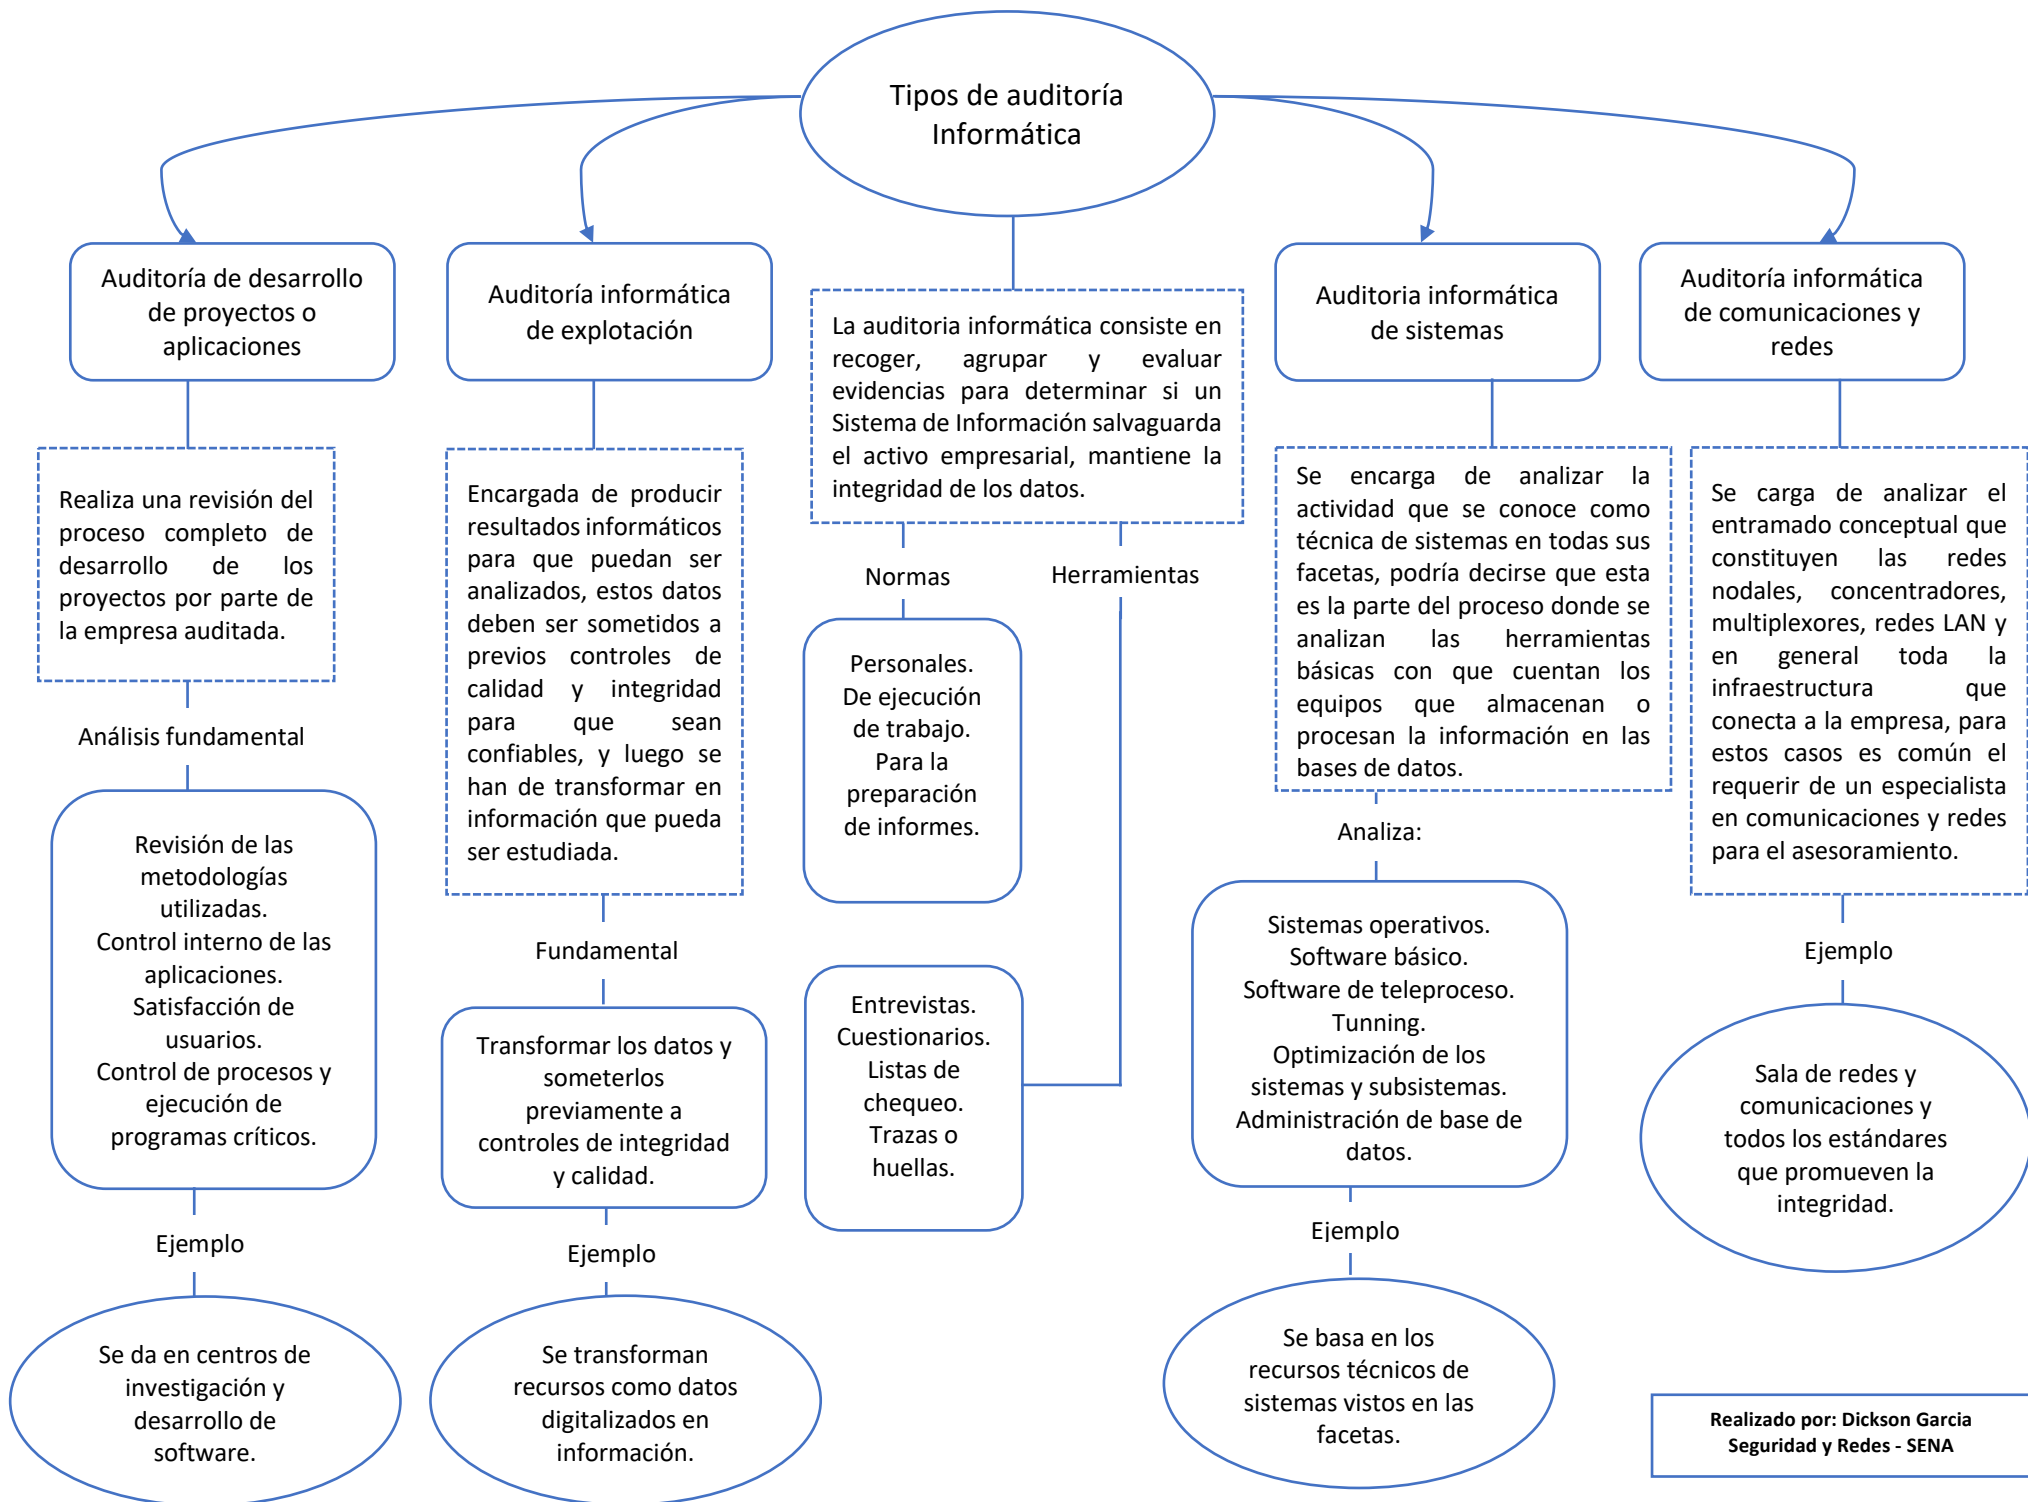 Tipos de auditoría
Informática
Auditoría de desarrollo
de proyectos o
aplicaciones
Realiza una revisión del
proceso completo de
desarrollo de los
proyectos por parte de
la empresa auditada.
Análisis fundamental
Revisión de las
metodologías
utilizadas.
Control interno de las
aplicaciones.
Satisfacción de
usuarios.
Control de procesos y
ejecución de
programas críticos.
Ejemplo
Se da en centros de
investigación y
desarrollo de
software.
Auditoría informática
de explotación
Encargada de producir
resultados informáticos
para que puedan ser
analizados, estos datos
deben ser sometidos a
previos controles de
calidad y integridad
para que sean
confiables, y luego se
han de transformar en
información que pueda
ser estudiada.
Fundamental
Transformar los datos y
someterlos
previamente a
controles de integridad
y calidad.
Ejemplo
Se transforman
recursos como datos
digitalizados en
información.
La auditoria informática consiste en
recoger, agrupar y evaluar
evidencias para determinar si un
Sistema de Información salvaguarda
el activo empresarial, mantiene la
integridad de los datos.
Normas
Personales.
De ejecución
de trabajo.
Para la
preparación
de informes.
Herramientas
Entrevistas.
Cuestionarios.
Listas de
chequeo.
Trazas o
huellas.
Auditoria informática
de sistemas
Se encarga de analizar la
actividad que se conoce como
técnica de sistemas en todas sus
facetas, podría decirse que esta
es la parte del proceso donde se
analizan las herramientas
básicas con que cuentan los
equipos que almacenan o
procesan la información en las
bases de datos.
Analiza:
Sistemas operativos.
Software básico.
Software de teleproceso.
Tunning.
Optimización de los
sistemas y subsistemas.
Administración de base de
datos.
Ejemplo
Se basa en los
recursos técnicos de
sistemas vistos en las
facetas.
Auditoría informática
de comunicaciones y
redes
Se carga de analizar el
entramado conceptual que
constituyen las redes
nodales, concentradores,
multiplexores, redes LAN y
en general toda la
infraestructura que
conecta a la empresa, para
estos casos es común el
requerir de un especialista
en comunicaciones y redes
para el asesoramiento.
Ejemplo
Sala de redes y
comunicaciones y
todos los estándares
que promueven la
integridad.
Realizado por: Dickson Garcia
Seguridad y Redes - SENA